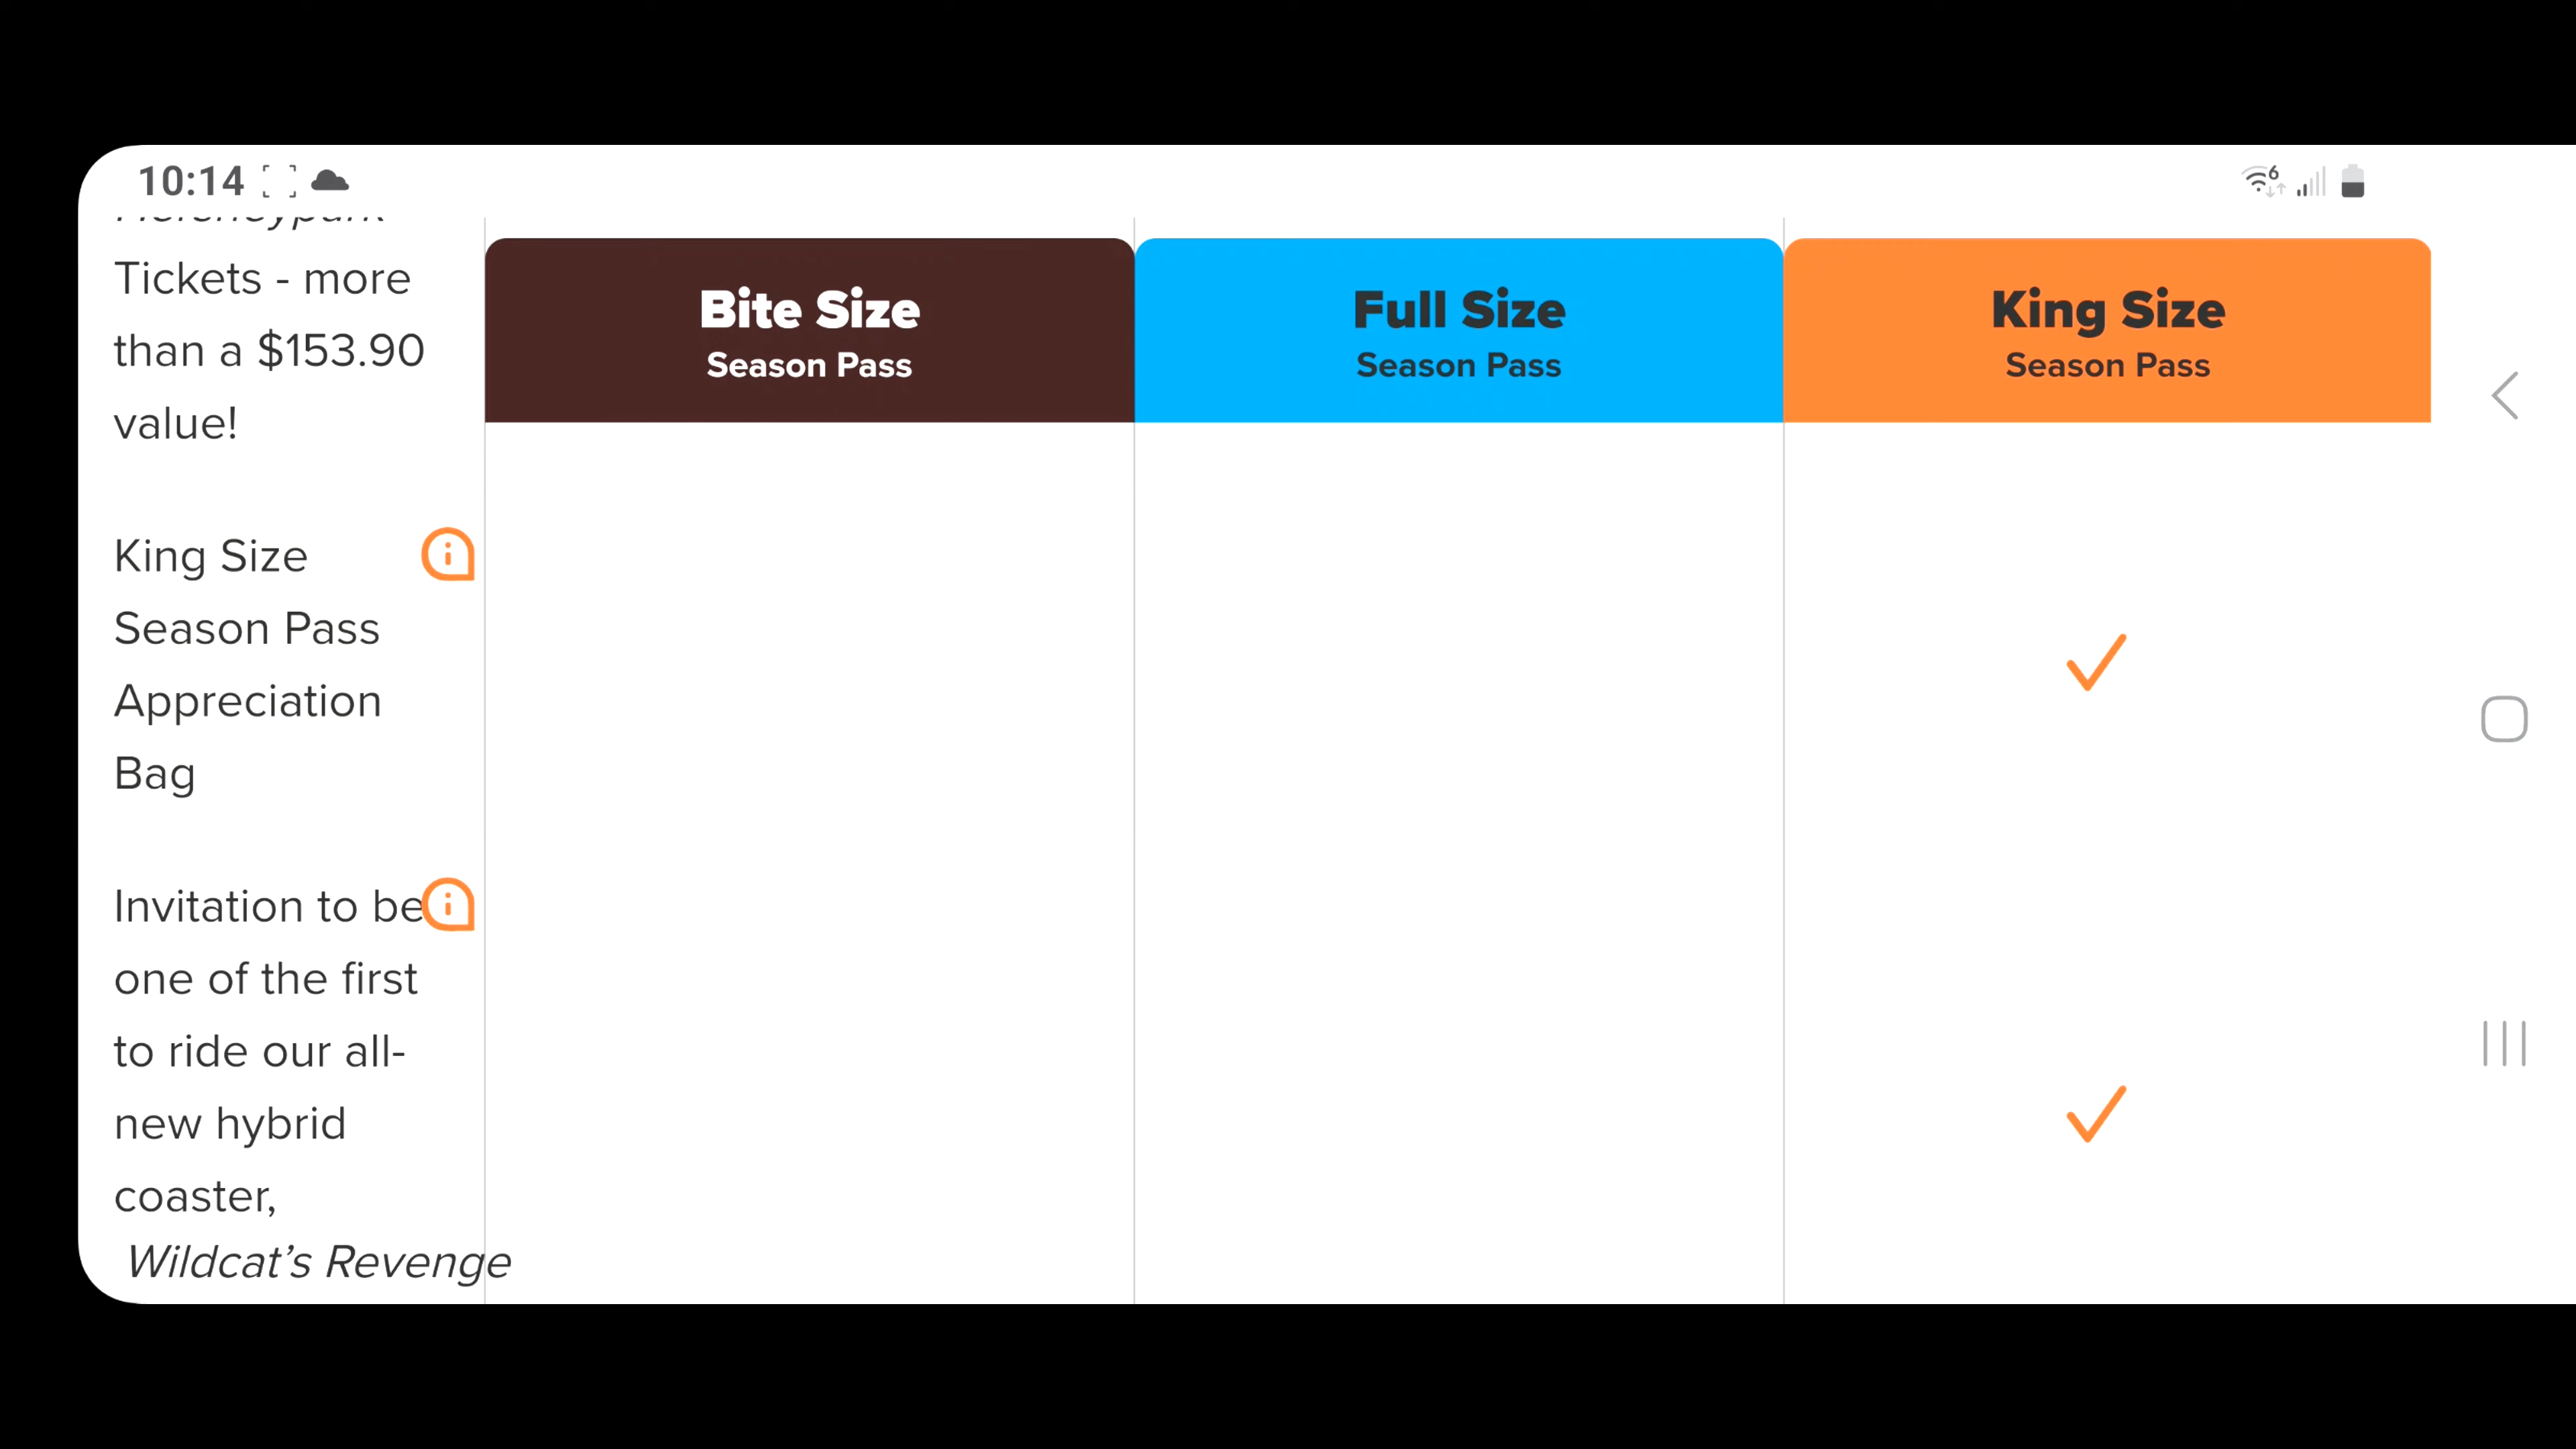 10:14
Tickets - more
than a $153.90
value!
Bite Size
Season Pass
Full Size
Season Pass
King Size
Season Pass
King Size
Season Pass
Appreciation
Bag
Invitation to be
one of the first
to ride our all-
new hybrid
coaster,
Wildcat's Revenge